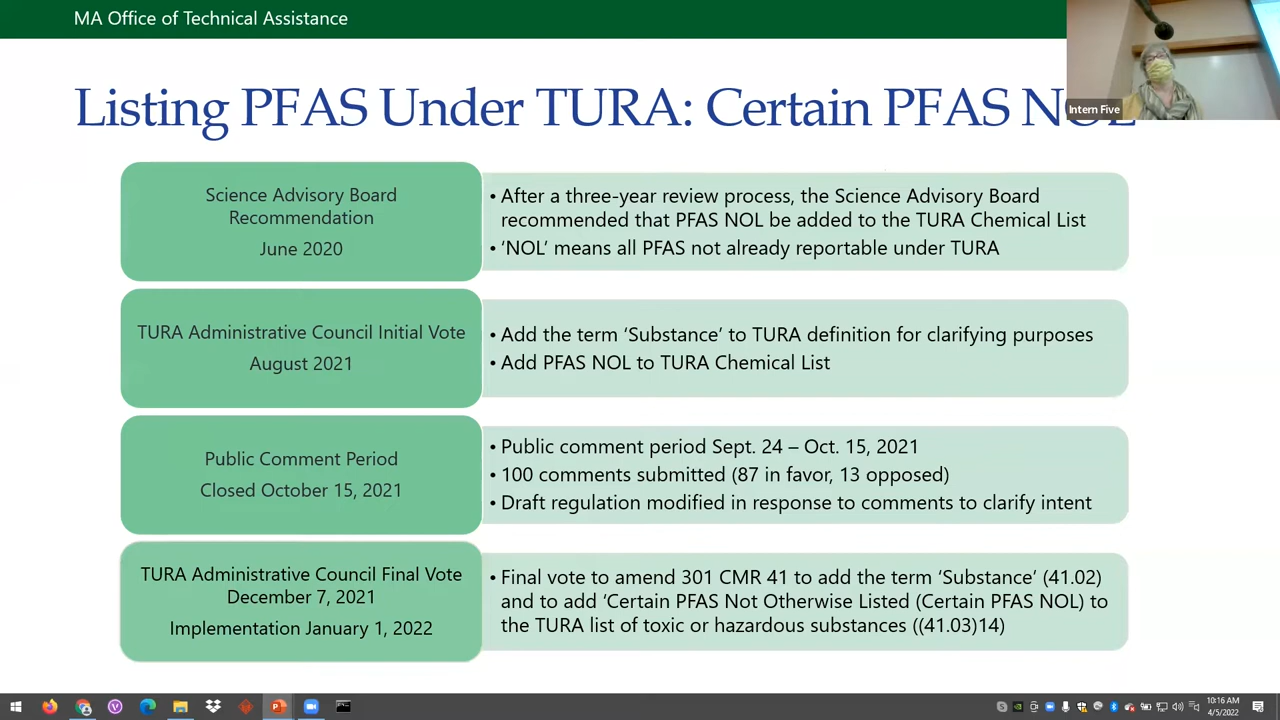 MA Office of Technical Assistance
Listing PFAS Under TURA: Certain PFAS NOL
Intern Five
Science Advisory Board
Recommendation
June 2020
• After a three-year review process, the Science Advisory Board
recommended that PFAS NOL be added to the TURA Chemical List
• ‘NOL’ means all PFAS not already reportable under TURA
TURA Administrative Council Initial Vote
August 2021
• Add the term ‘Substance’ to TURA definition for clarifying purposes
• Add PFAS NOL to TURA Chemical List
Public Comment Period
Closed October 15, 2021
• Public comment period Sept. 24 – Oct. 15, 2021
• 100 comments submitted (87 in favor, 13 opposed)
• Draft regulation modified in response to comments to clarify intent
TURA Administrative Council Final Vote
December 7, 2021
Implementation January 1, 2022
• Final vote to amend 301 CMR 41 to add the term ‘Substance’ (41.02)
and to add ‘Certain PFAS Not Otherwise Listed (Certain PFAS NOL) to
the TURA list of toxic or hazardous substances ((41.03)14)
10:16 AM
4/5/2022